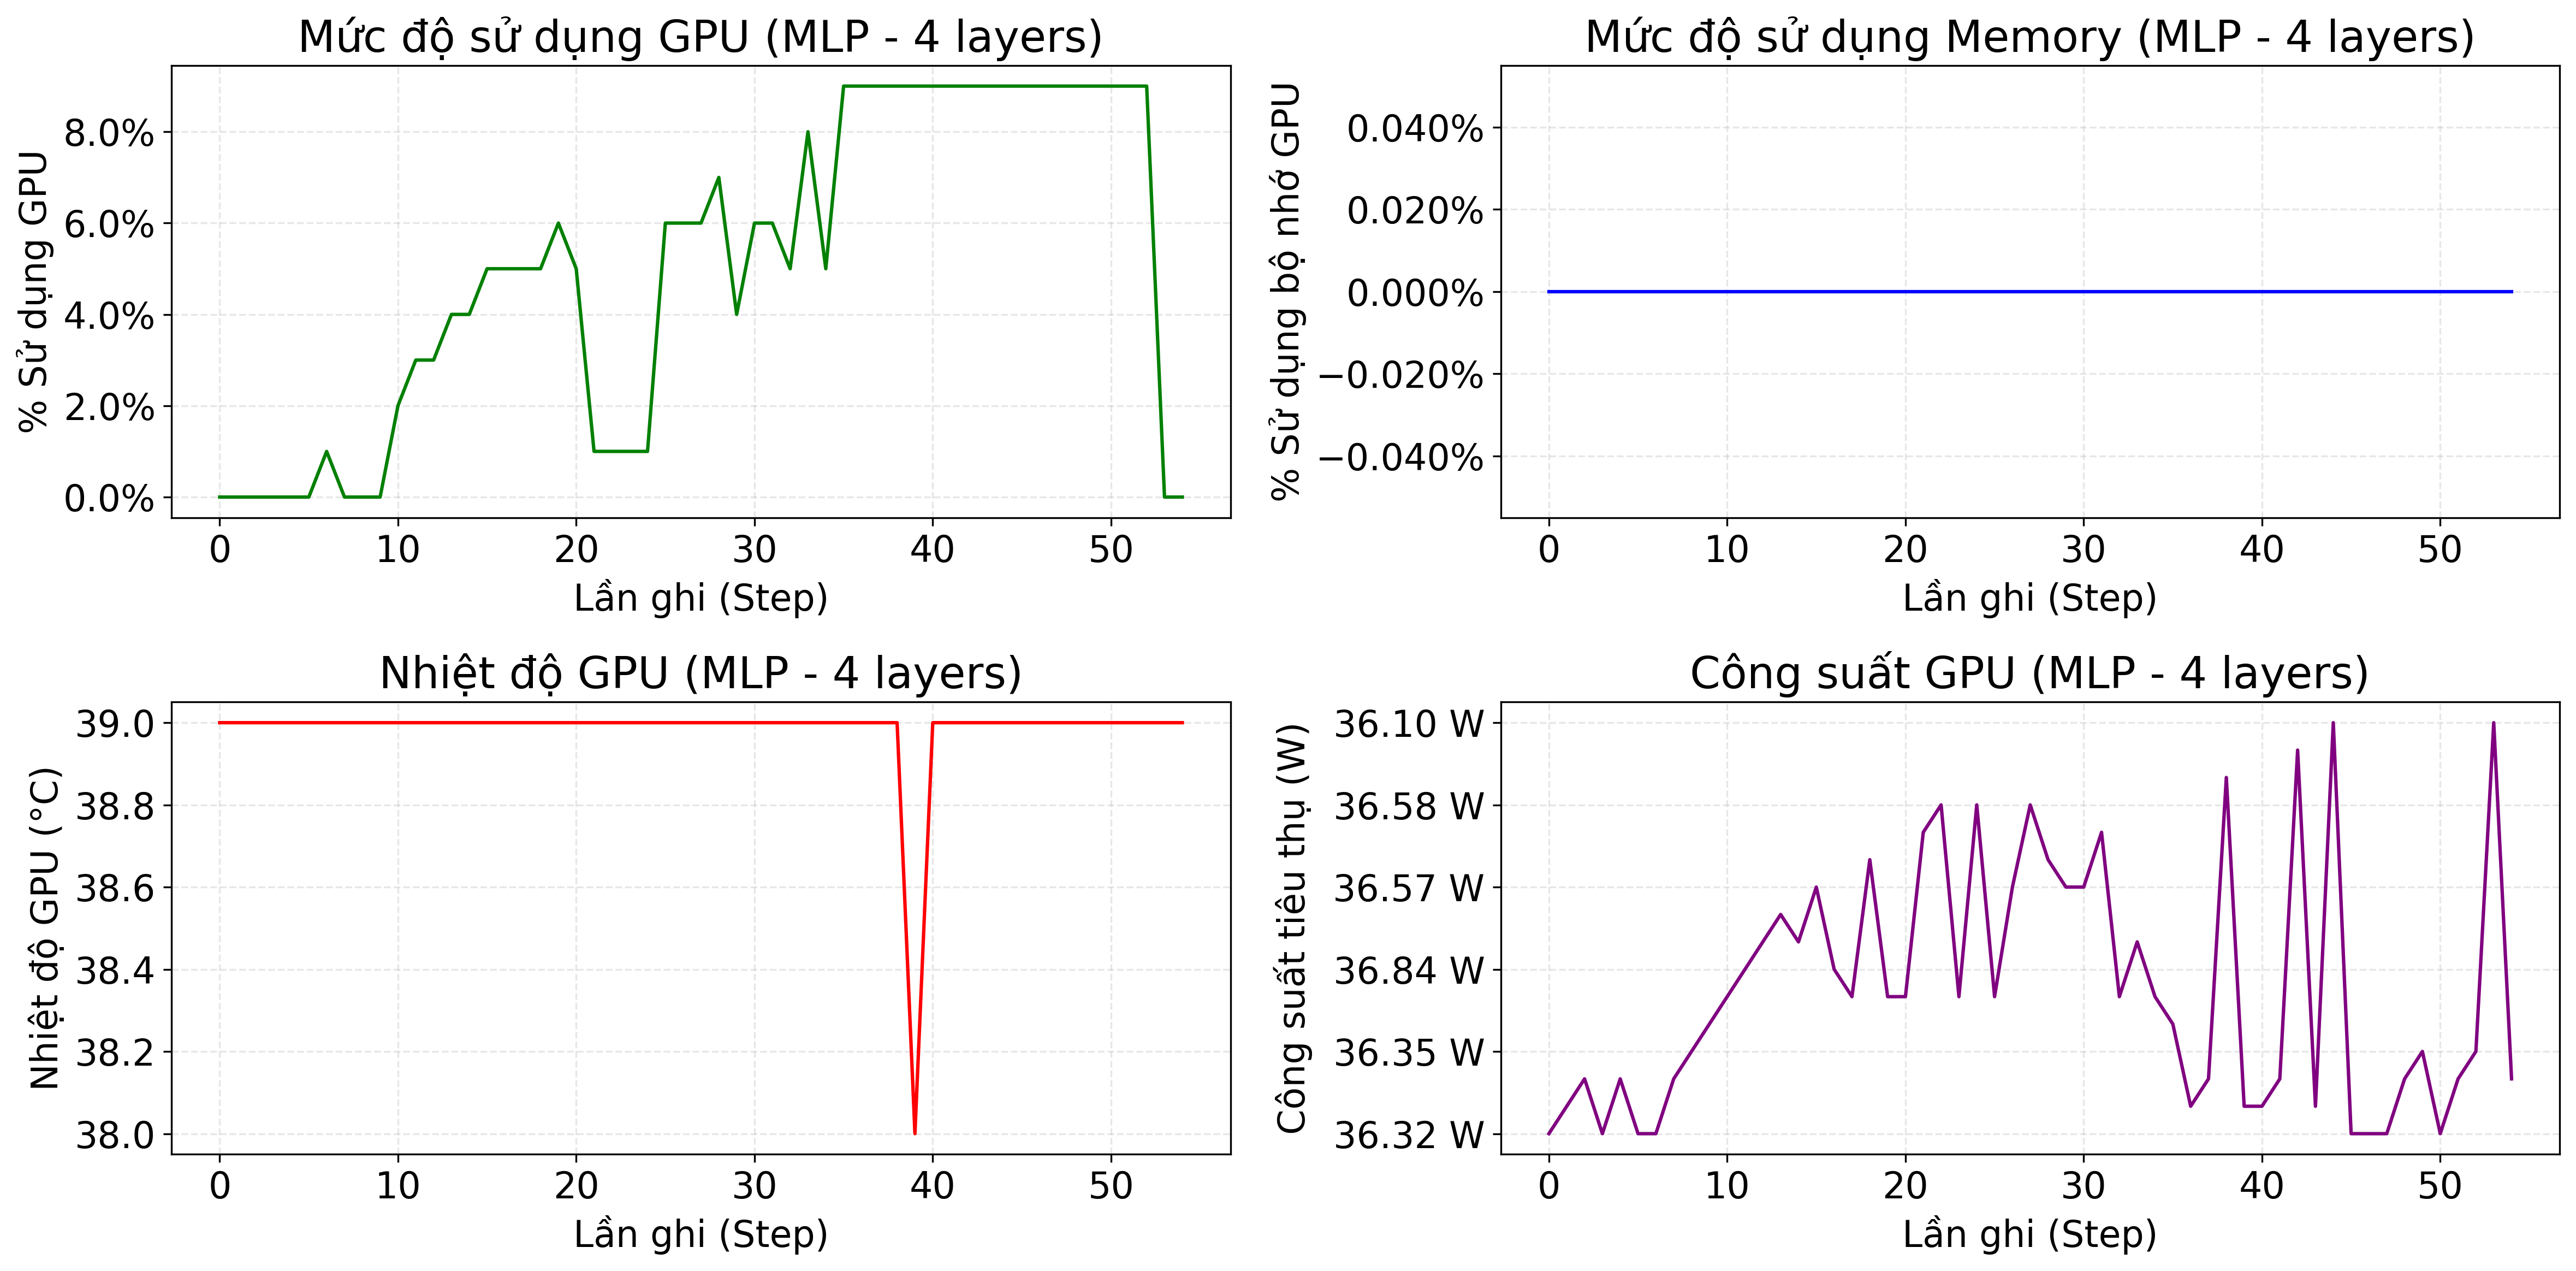 Mức độ sử dụng GPU (MLP - 4 layers)
% Sử dụng GPU
8.0%
6.0%
4.0%
2.0%
0.0%
0 10 20 30 40 50
Lần ghi (Step)
Mức độ sử dụng Memory (MLP - 4 layers)
% Sử dụng bộ nhớ GPU
0.040%
0.020%
0.000%
−0.020%
−0.040%
0 10 20 30 40 50
Lần ghi (Step)
Nhiệt độ GPU (MLP - 4 layers)
Nhiệt độ GPU (°C)
39.0
38.8
38.6
38.4
38.2
38.0
0 10 20 30 40 50
Lần ghi (Step)
Công suất GPU (MLP - 4 layers)
Công suất tiêu thụ (W)
36.10 W
36.58 W
36.57 W
36.84 W
36.35 W
36.32 W
0 10 20 30 40 50
Lần ghi (Step)